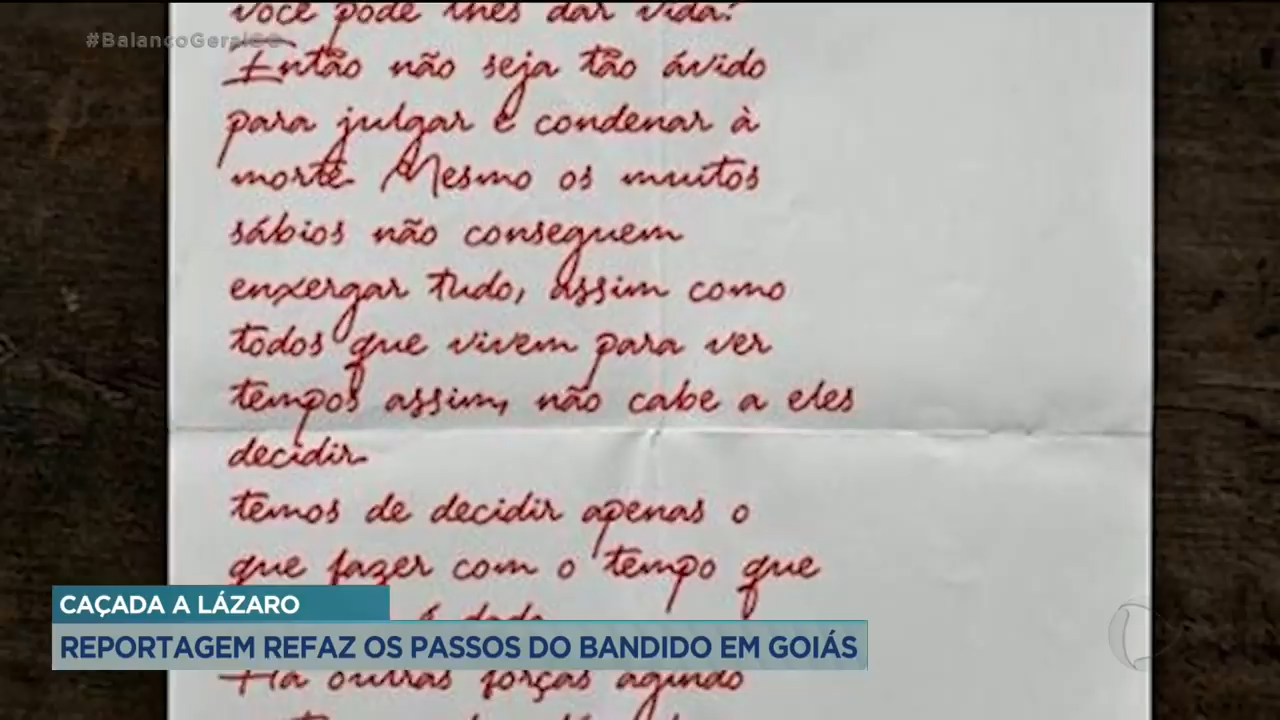 você pode lhes dar vida?
#BalançoGeralGO
Então não seja tão ávido
para julgar e condenar à
morte. Mesmo os muitos
sábios não conseguem
enxergar tudo, assim como
todos que vivem para ver
tempos assim, não cabe a eles
decidir.
temos de decidir apenas o
que fazer com o tempo que
é dado
CAÇADA A LÁZARO
REPORTAGEM REFAZ OS PASSOS DO BANDIDO EM GOIÁS
Há outras forças agindo